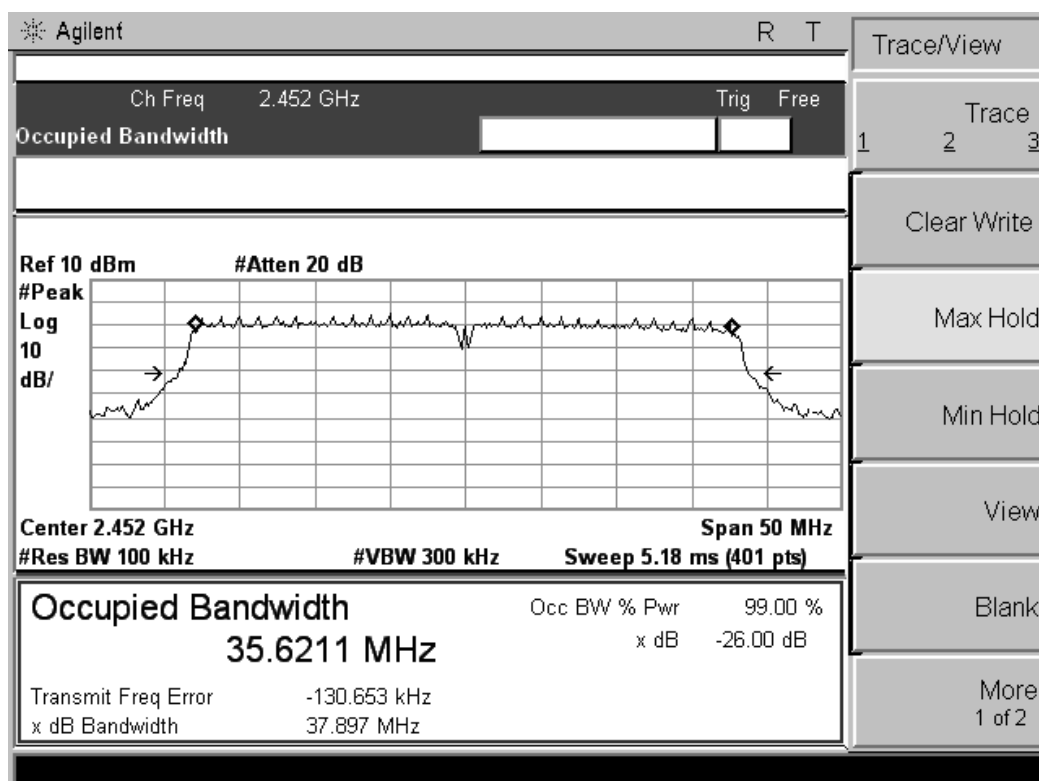 Agilent R T
Trace/View
Ch Freq 2.452 GHz Trig Free
Occupied Bandwidth
Trace
1 2 3
Clear Write
Ref 10 dBm #Atten 20 dB
#Peak
Log
10
dB/
Max Hold
Min Hold
View
Center 2.452 GHz Span 50 MHz
#Res BW 100 kHz #VBW 300 kHz Sweep 5.18 ms (401 pts)
Occupied Bandwidth Occ BW % Pwr 99.00 %
35.6211 MHz x dB -26.00 dB
Blank
Transmit Freq Error -130.653 kHz
x dB Bandwidth 37.897 MHz
More
1 of 2